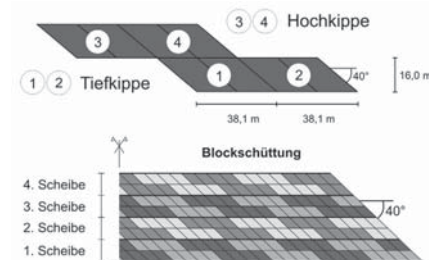 3 4 Hochkippe
3 4
1 2
1 2 Tiefkippe
40°
16,0 m
38,1 m 38,1 m
Blockschüttung
4. Scheibe
3. Scheibe
40°
2. Scheibe
1. Scheibe